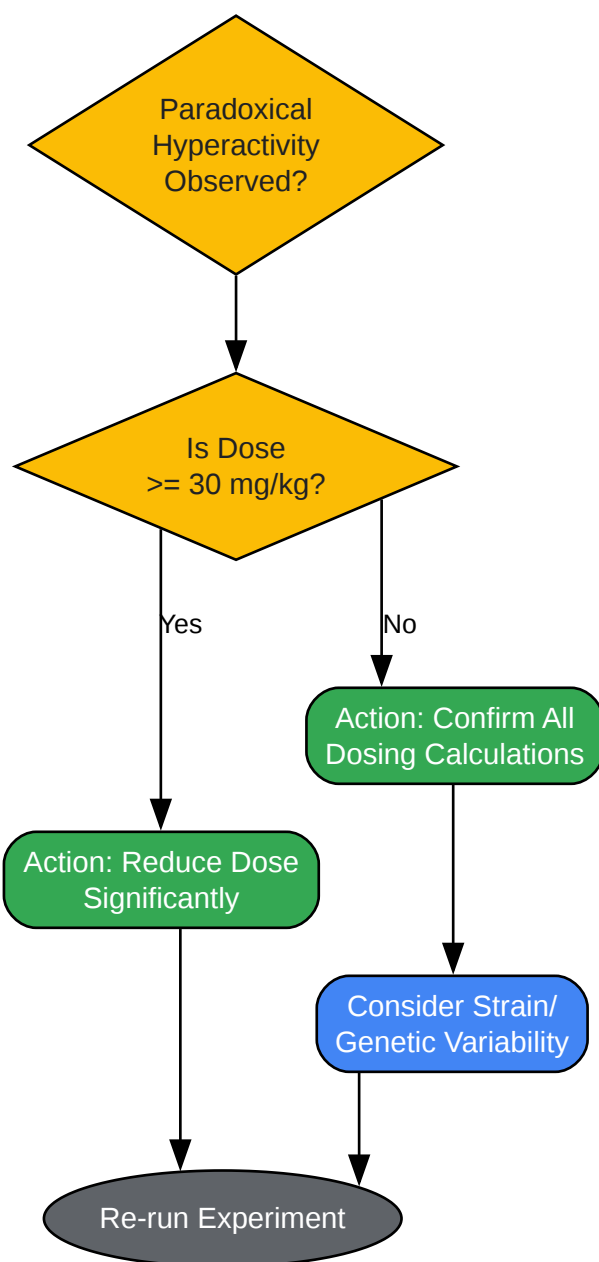 Paradoxical
Hyperactivity
Observed?
Is Dose
>= 30 mg/kg?
Yes
No
Action: Confirm All
Dosing Calculations
Action: Reduce Dose
Significantly
Consider Strain/
Genetic Variability
Re-run Experiment